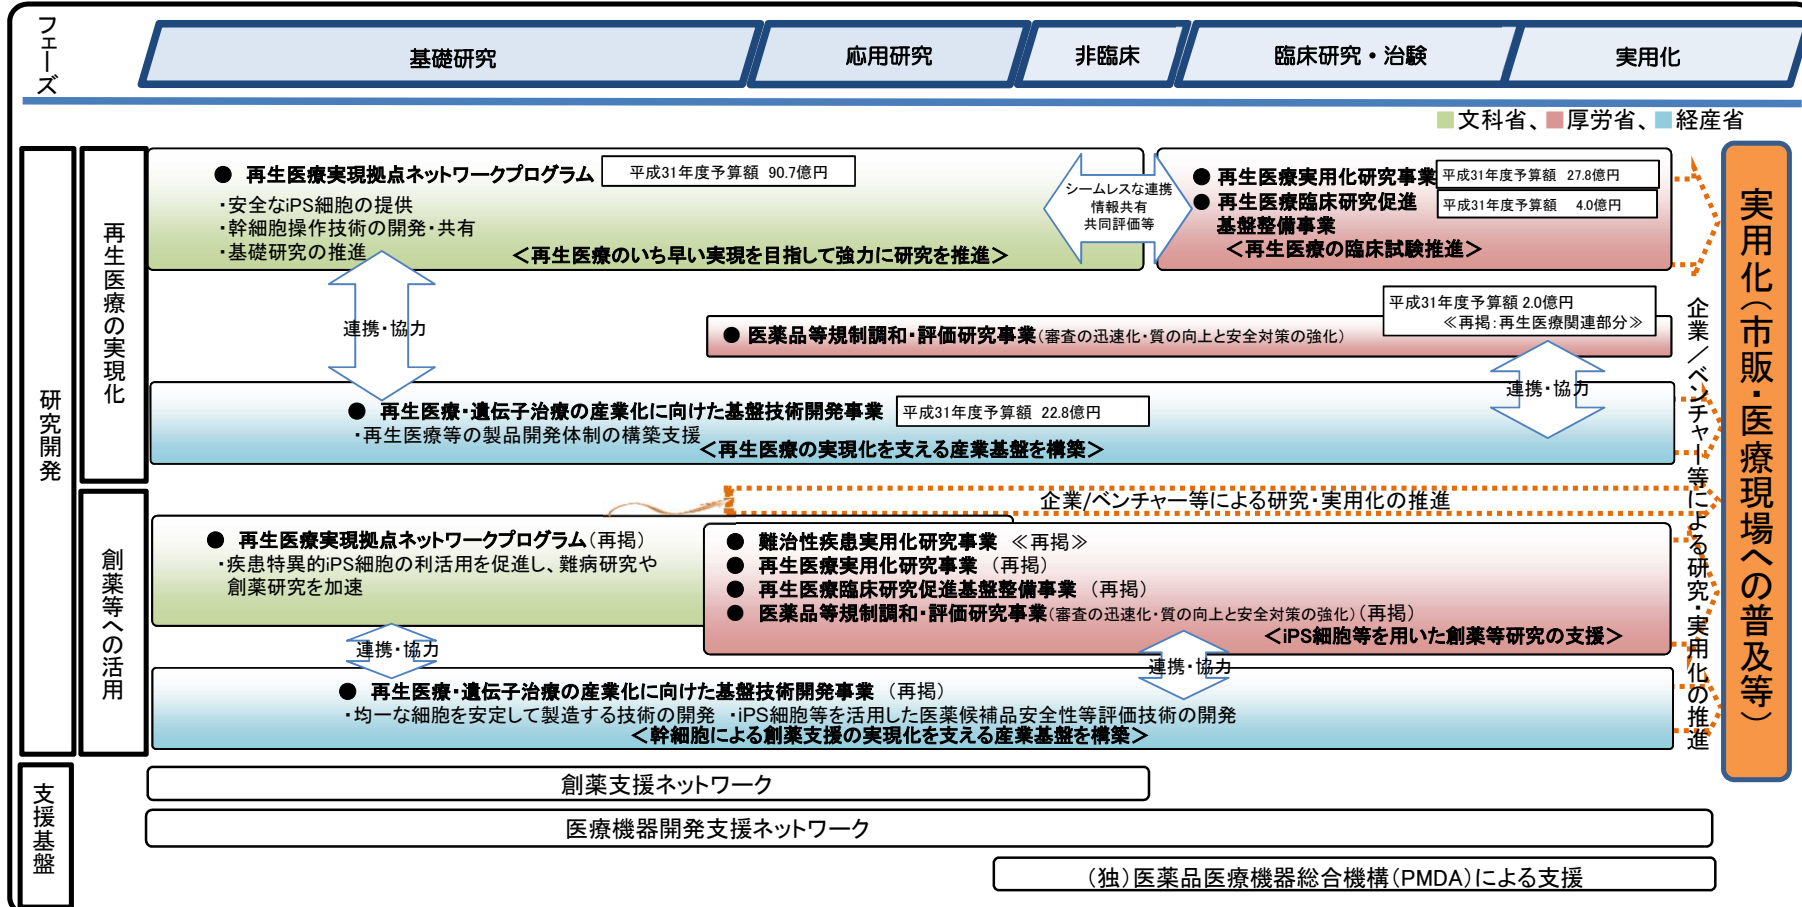 フェーズ
基礎研究
応用研究
非臨床
臨床研究・治験
実用化
■文科省、■厚労省、■経産省
研究開発
再生医療の実現化
● 再生医療実現拠点ネットワークプログラム
平成31年度予算額 90.7億円
・安全なiPS細胞の提供
・幹細胞操作技術の開発・共有
・基礎研究の推進
＜再生医療のいち早い実現を目指して強力に研究を推進＞
シームレスな連携
情報共有
共同評価等
● 再生医療実用化研究事業
平成31年度予算額 27.8億円
● 再生医療臨床研究促進
基盤整備事業
平成31年度予算額 4.0億円
＜再生医療の臨床試験推進＞
連携・協力
● 医薬品等規制調和・評価研究事業(審査の迅速化・質の向上と安全対策の強化)
平成31年度予算額 2.0億円
≪再掲：再生医療関連部分≫
連携・協力
● 再生医療・遺伝子治療の産業化に向けた基盤技術開発事業
平成31年度予算額 22.8億円
・再生医療等の製品開発体制の構築支援
＜再生医療の実現化を支える産業基盤を構築＞
企業／ベンチャー等による研究・実用化の推進
実用化（市販・医療現場への普及等）
創薬等への活用
企業/ベンチャー等による研究・実用化の推進
● 再生医療実現拠点ネットワークプログラム(再掲)
・疾患特異的iPS細胞の利活用を促進し、難病研究や
創薬研究を加速
● 難治性疾患実用化研究事業 ≪再掲≫
● 再生医療実用化研究事業 (再掲)
● 再生医療臨床研究促進基盤整備事業 (再掲)
● 医薬品等規制調和・評価研究事業(審査の迅速化・質の向上と安全対策の強化)(再掲)
＜iPS細胞等を用いた創薬等研究の支援＞
連携・協力
連携・協力
● 再生医療・遺伝子治療の産業化に向けた基盤技術開発事業 (再掲)
・均一な細胞を安定して製造する技術の開発 ・iPS細胞等を活用した医薬候補品安全性等評価技術の開発
＜幹細胞による創薬支援の実現化を支える産業基盤を構築＞
支援基盤
創薬支援ネットワーク
医療機器開発支援ネットワーク
(独)医薬品医療機器総合機構(PMDA)による支援